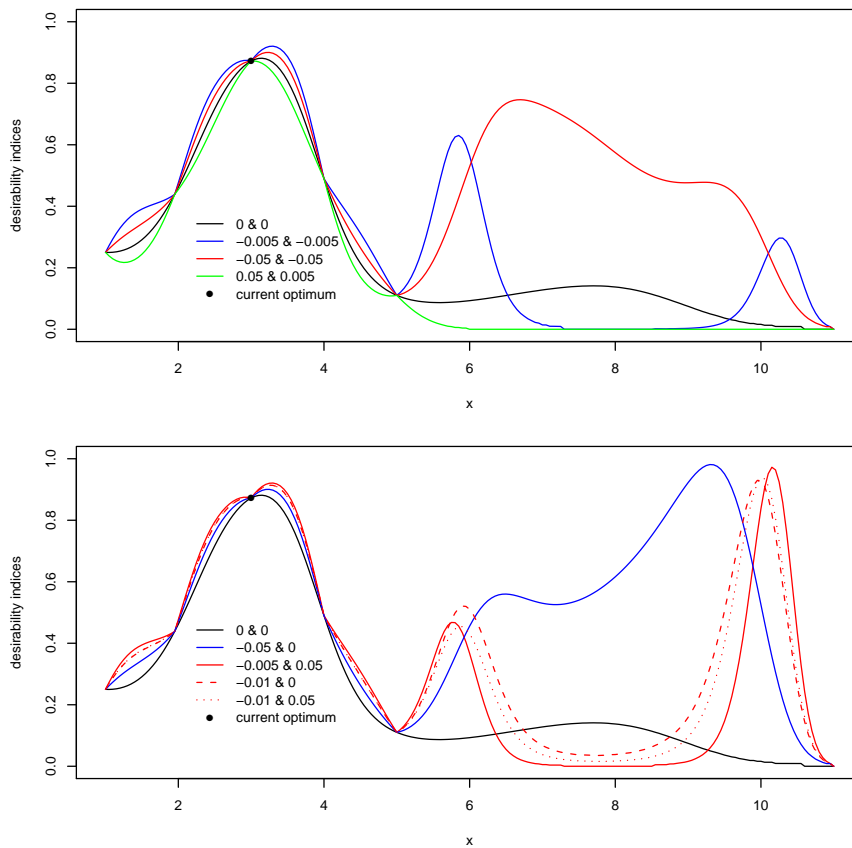 1.0
0.8
0.6
0.4
0.2
0.0
desirability indices
0 & 0
−0.005 & −0.005
−0.05 & −0.05
0.05 & 0.005
current optimum
2 4 6 8 10
x
1.0
0.8
0.6
0.4
0.2
0.0
desirability indices
0 & 0
−0.05 & 0
−0.005 & 0.05
−0.01 & 0
−0.01 & 0.05
current optimum
2 4 6 8 10
x